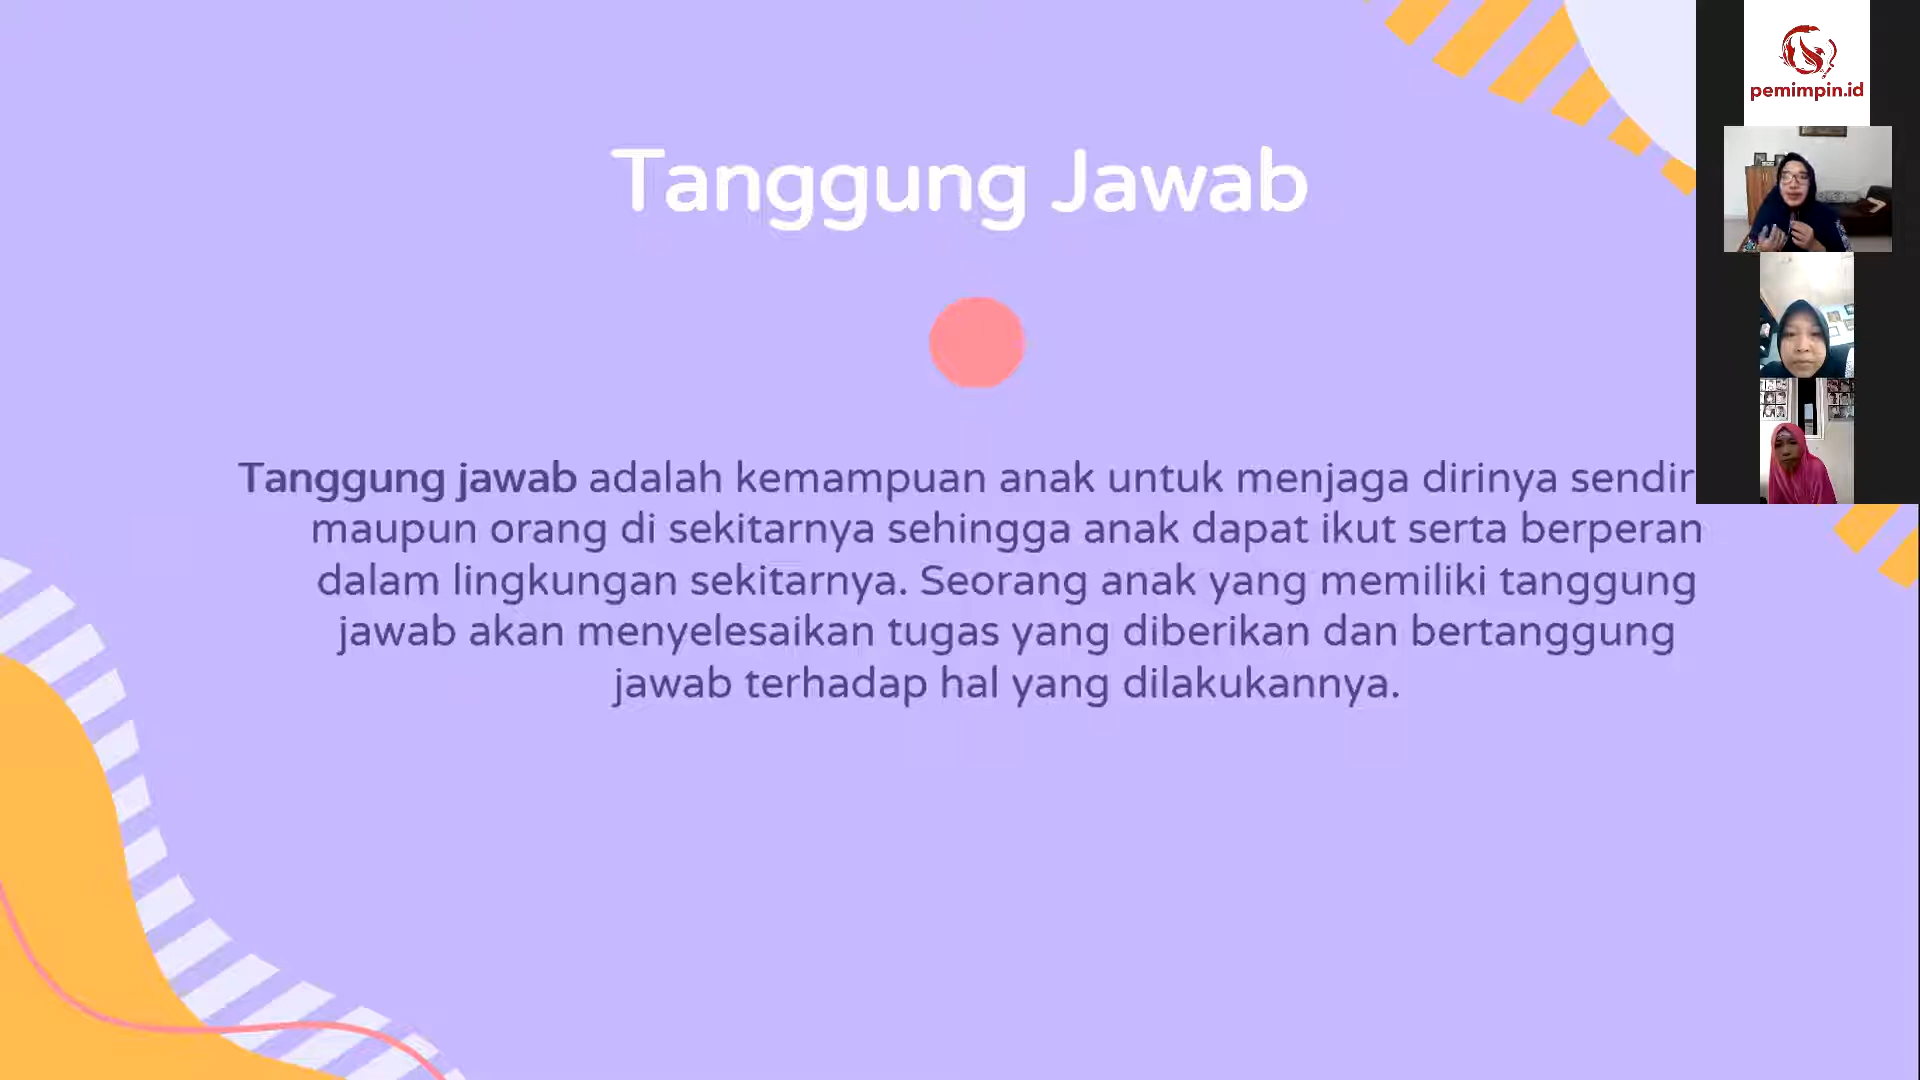 Tanggung Jawab
pemimpin.id
Tanggung jawab adalah kemampuan anak untuk menjaga dirinya sendir
maupun orang di sekitarnya sehingga anak dapat ikut serta berperan
dalam lingkungan sekitarnya. Seorang anak yang memiliki tanggung
jawab akan menyelesaikan tugas yang diberikan dan bertanggung
jawab terhadap hal yang dilakukannya.